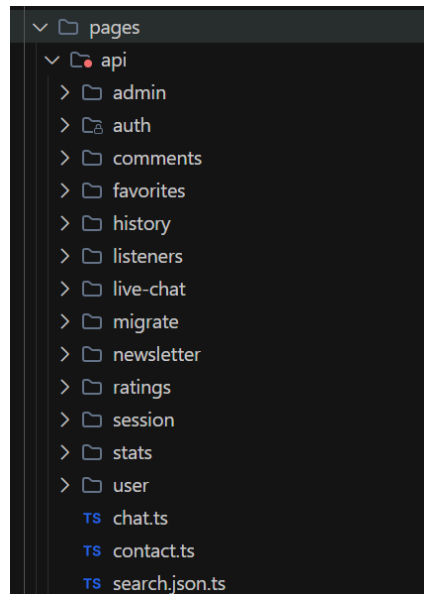 pages
api
admin
auth
comments
favorites
history
listeners
live-chat
migrate
newsletter
ratings
session
stats
user
TS chat.ts
TS contact.ts
TS search.json.ts